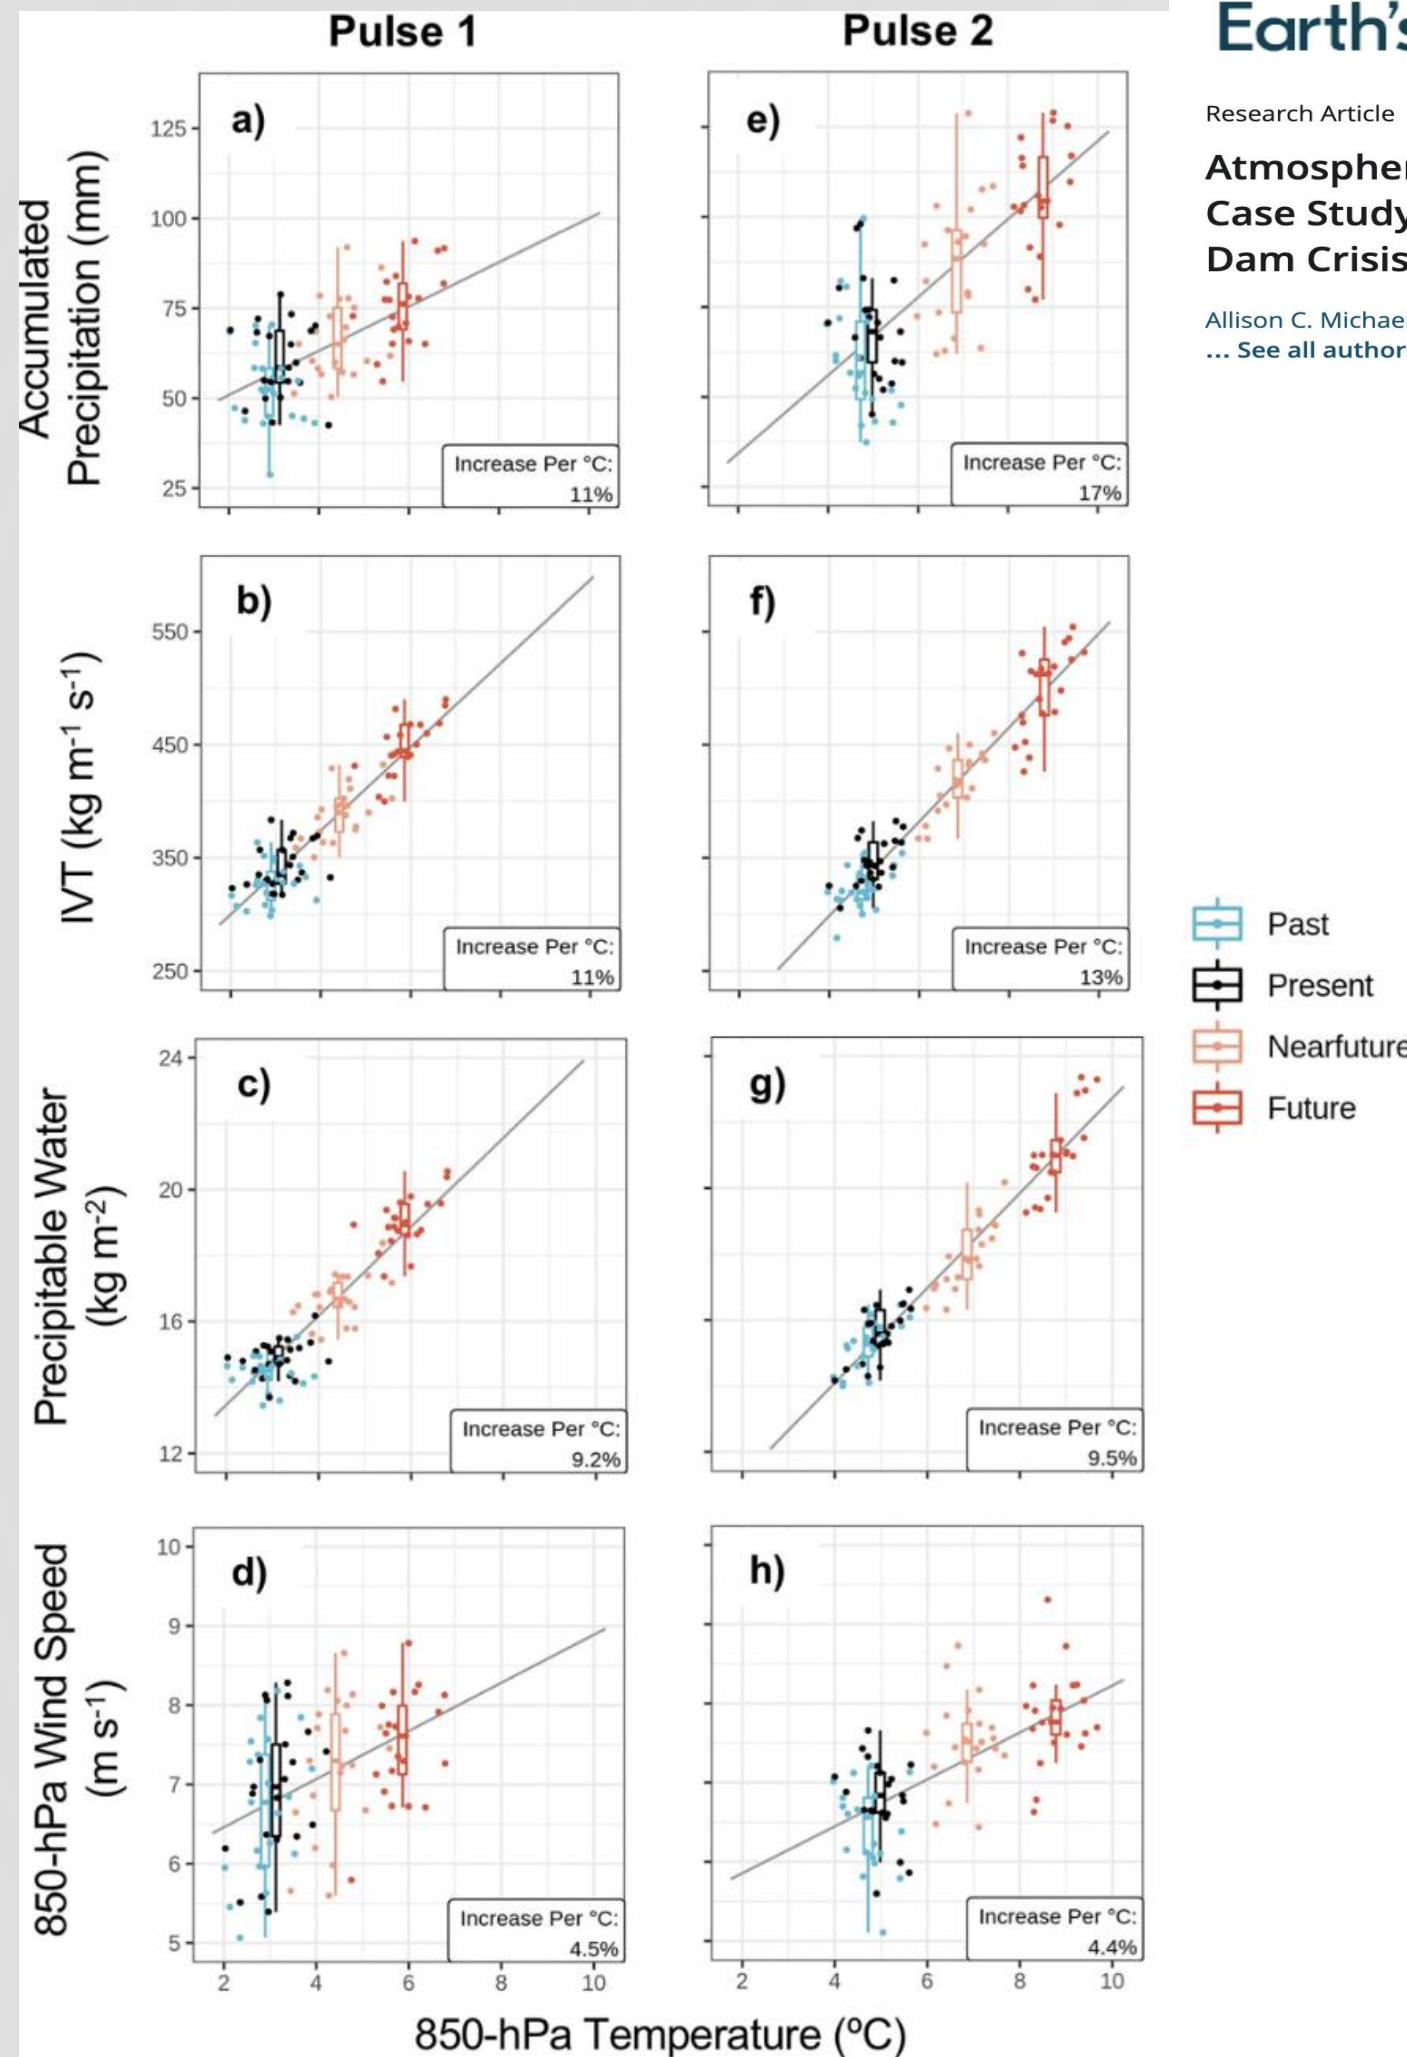 Pulse 1
Pulse 2
Earth's
Research Article
Case Study
Dam Crisis
... See all author
Accumulated
Precipitation (mm)
125
100
75
50
25
a)
Increase Per °C:
11%
e)
Increase Per °C:
17%
IVT (kg m-1 s-1)
550
450
350
250
b)
Increase Per °C:
11%
f)
Increase Per °C:
13%
Past
Present
Nearfuture
Future
Precipitable Water
(kg m-2)
24
20
16
12
c)
Increase Per °C:
9.2%
g)
Increase Per °C:
9.5%
850-hPa Wind Speed
(m s-1)
10
9
8
7
6
5
d)
Increase Per °C:
4.5%
h)
Increase Per °C:
4.4%
2 4 6 8 10
2 4 6 8 10
850-hPa Temperature (ºC)
Atmospher
Allison C. Michael